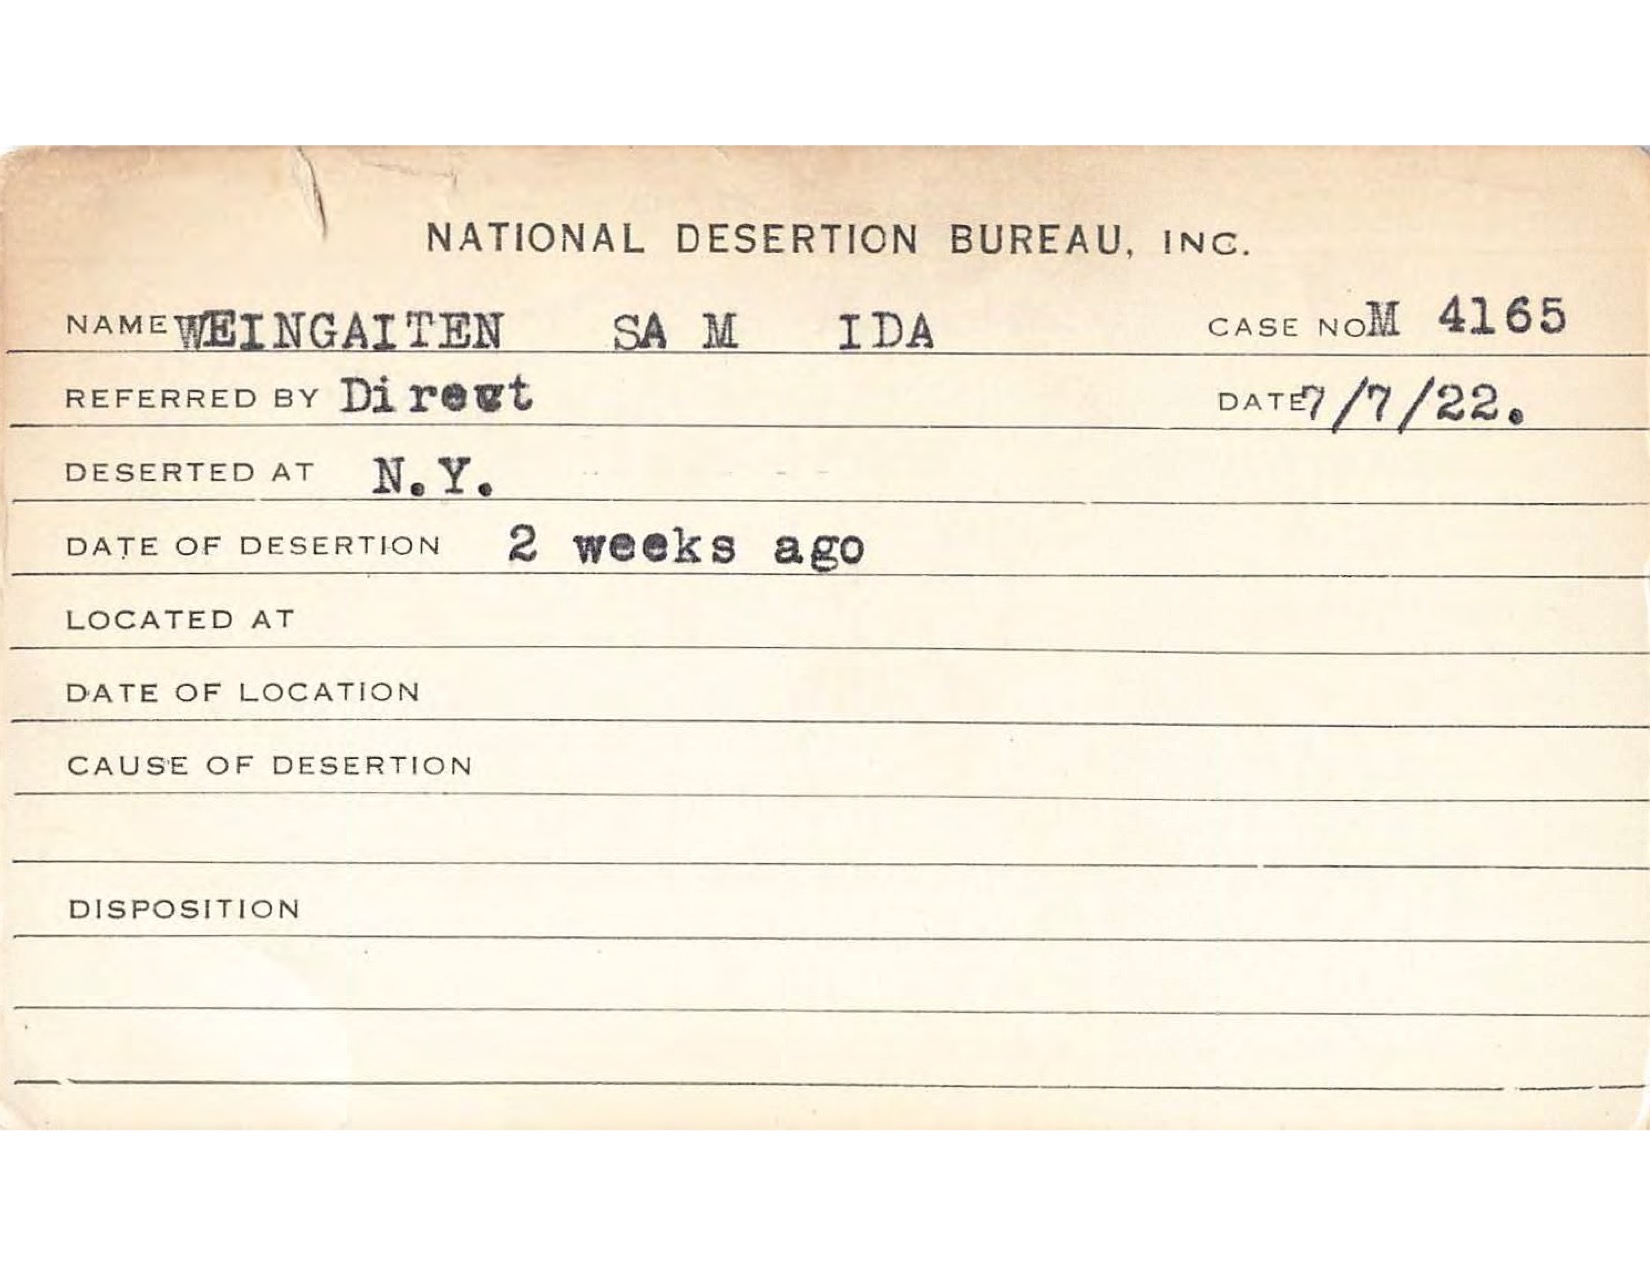 NATIONAL DESERTION BUREAU, INC.
NAME WEINGAITEN SAM IDA CASE NO. M 4165
REFERRED BY Direct DATE 7/7/22.
DESERTED AT N.Y.
DATE OF DESERTION 2 weeks ago
LOCATED AT
DATE OF LOCATION
CAUSE OF DESERTION
DISPOSITION